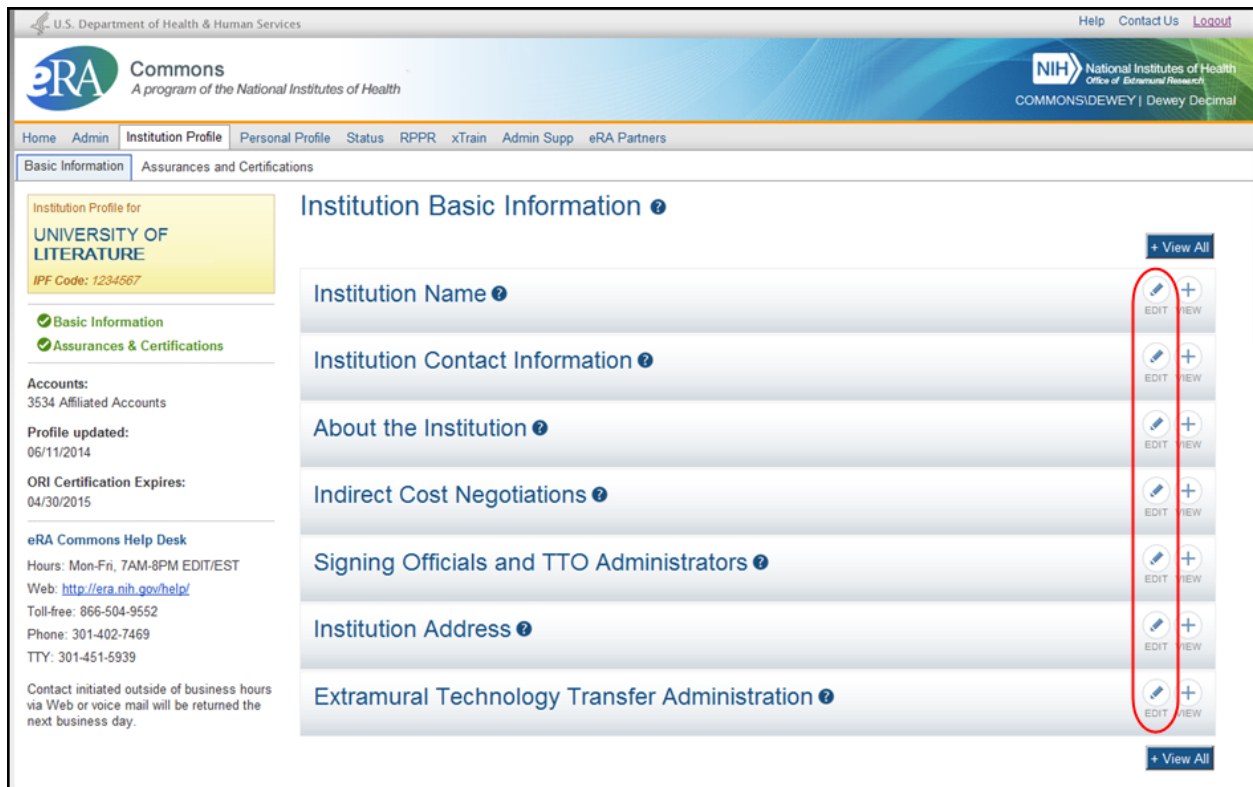 U.S. Department of Health & Human Services
Help Contact Us Logout
eRA
Commons
A program of the National Institutes of Health
NIH National Institutes of Health
Office of Extramural Research
COMMONS\DEWEY | Dewey Decimal
Home Admin Institution Profile Personal Profile Status RPPR xTrain Admin Supp eRA Partners
Basic Information Assurances and Certifications
Institution Profile for
UNIVERSITY OF
LITERATURE
IPF Code: 1234567
Basic Information
Assurances & Certifications
Accounts:
3534 Affiliated Accounts
Profile updated:
06/11/2014
ORI Certification Expires:
04/30/2015
eRA Commons Help Desk
Hours: Mon-Fri, 7AM-8PM EDIT/EST
Web: http://era.nih.gov/help/
Toll-free: 866-504-9552
Phone: 301-402-7469
TTY: 301-451-5939
Contact initiated outside of business hours
via Web or voice mail will be returned the
next business day.
Institution Basic Information ?
+ View All
Institution Name ?
EDIT VIEW
Institution Contact Information ?
EDIT VIEW
About the Institution ?
EDIT VIEW
Indirect Cost Negotiations ?
EDIT VIEW
Signing Officials and TTO Administrators ?
EDIT VIEW
Institution Address ?
EDIT VIEW
Extramural Technology Transfer Administration ?
EDIT VIEW
+ View All